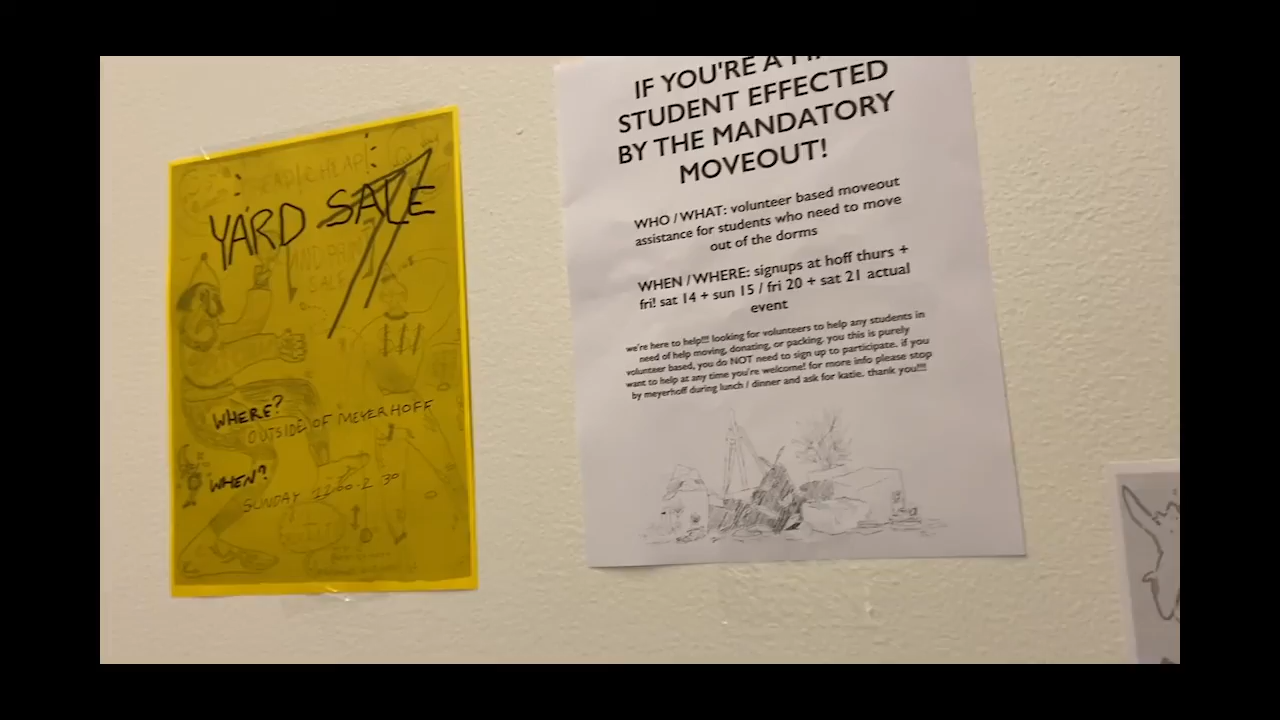 YARD SALE
WHERE?
OUTSIDE OF MEYERHOFF
WHEN?
SUNDAY
IF YOU'RE A
STUDENT EFFECTED
BY THE MANDATORY
MOVEOUT!
WHO / WHAT: volunteer based moveout
assistance for students who need to move
out of the dorms
WHEN / WHERE: signups at hoff thurs +
fri! sat 14 + sun 15 / fri 20 + sat 21 actual
event
we're here to help!!! looking for volunteers to help any students in
need of help moving, donating, or packing. you this is purely
volunteer based, you do NOT need to sign up to participate. if you
want to help at any time you're welcome! for more info please stop
by meyerhoff during lunch / dinner and ask for katie. thank you!!!